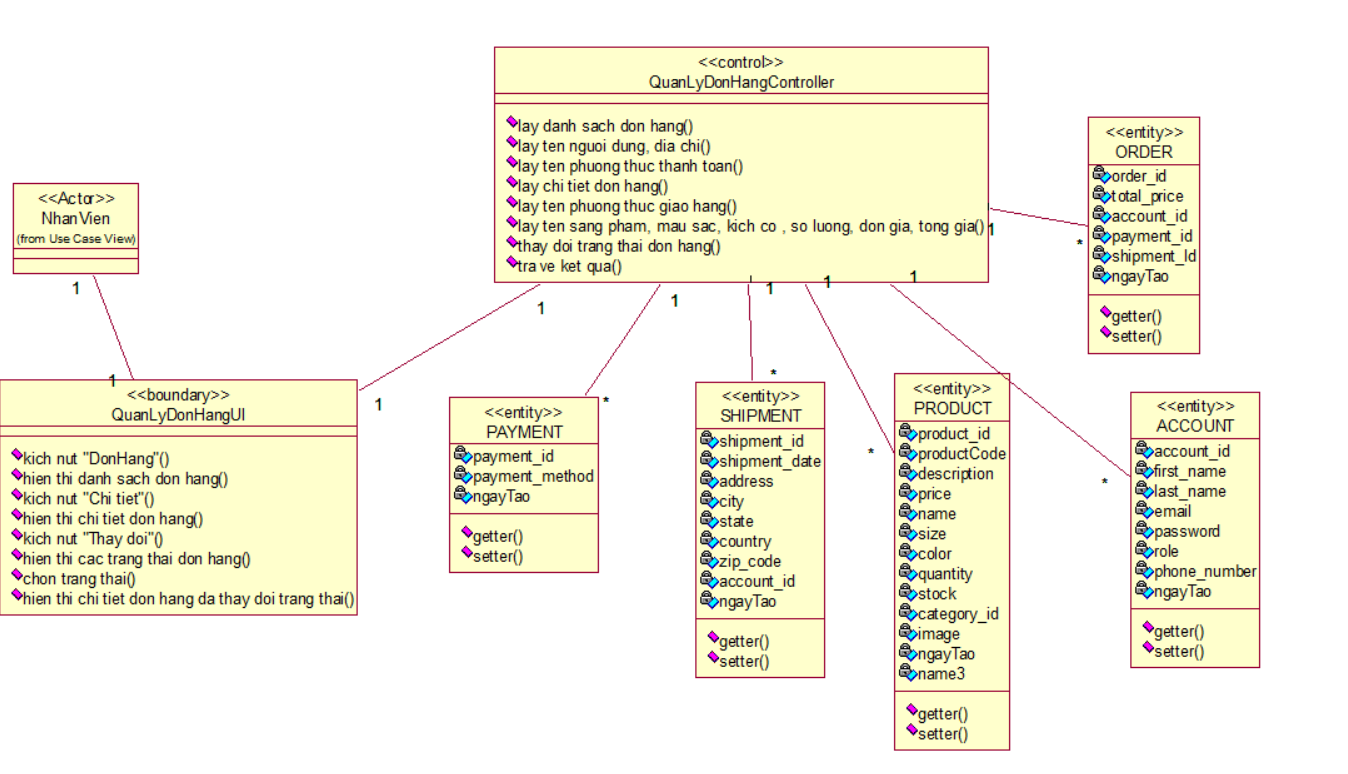 <<control>>
QuanLyDonHangController
lay danh sach don hang()
lay ten nguoi dung, dia chi()
lay ten phuong thuc thanh toan()
lay chi tiet don hang()
lay ten phuong thuc giao hang()
lay ten sang pham, mau sac, kich co , so luong, don gia, tong gia()
thay doi trang thai don hang()
tra ve ket qua()
<<entity>>
ORDER
order_id
total_price
account_id
payment_id
shipment_Id
ngayTao
getter()
setter()
<<Actor>>
NhanVien
(from Use Case View)
1
1
1
1
1
1
1
1
*
1
*
*
*
*
<<boundary>>
QuanLyDonHangUI
kich nut "DonHang"()
hien thi danh sach don hang()
kich nut "Chi tiet"()
hien thi chi tiet don hang()
kich nut "Thay doi"()
hien thi cac trang thai don hang()
chon trang thai()
hien thi chi tiet don hang da thay doi trang thai()
<<entity>>
PAYMENT
payment_id
payment_method
ngayTao
getter()
setter()
<<entity>>
SHIPMENT
shipment_id
shipment_date
address
city
state
country
zip_code
account_id
ngayTao
getter()
setter()
<<entity>>
PRODUCT
product_id
productCode
description
price
name
size
color
quantity
stock
category_id
image
ngayTao
name3
getter()
setter()
<<entity>>
ACCOUNT
account_id
first_name
last_name
email
password
role
phone_number
ngayTao
getter()
setter()